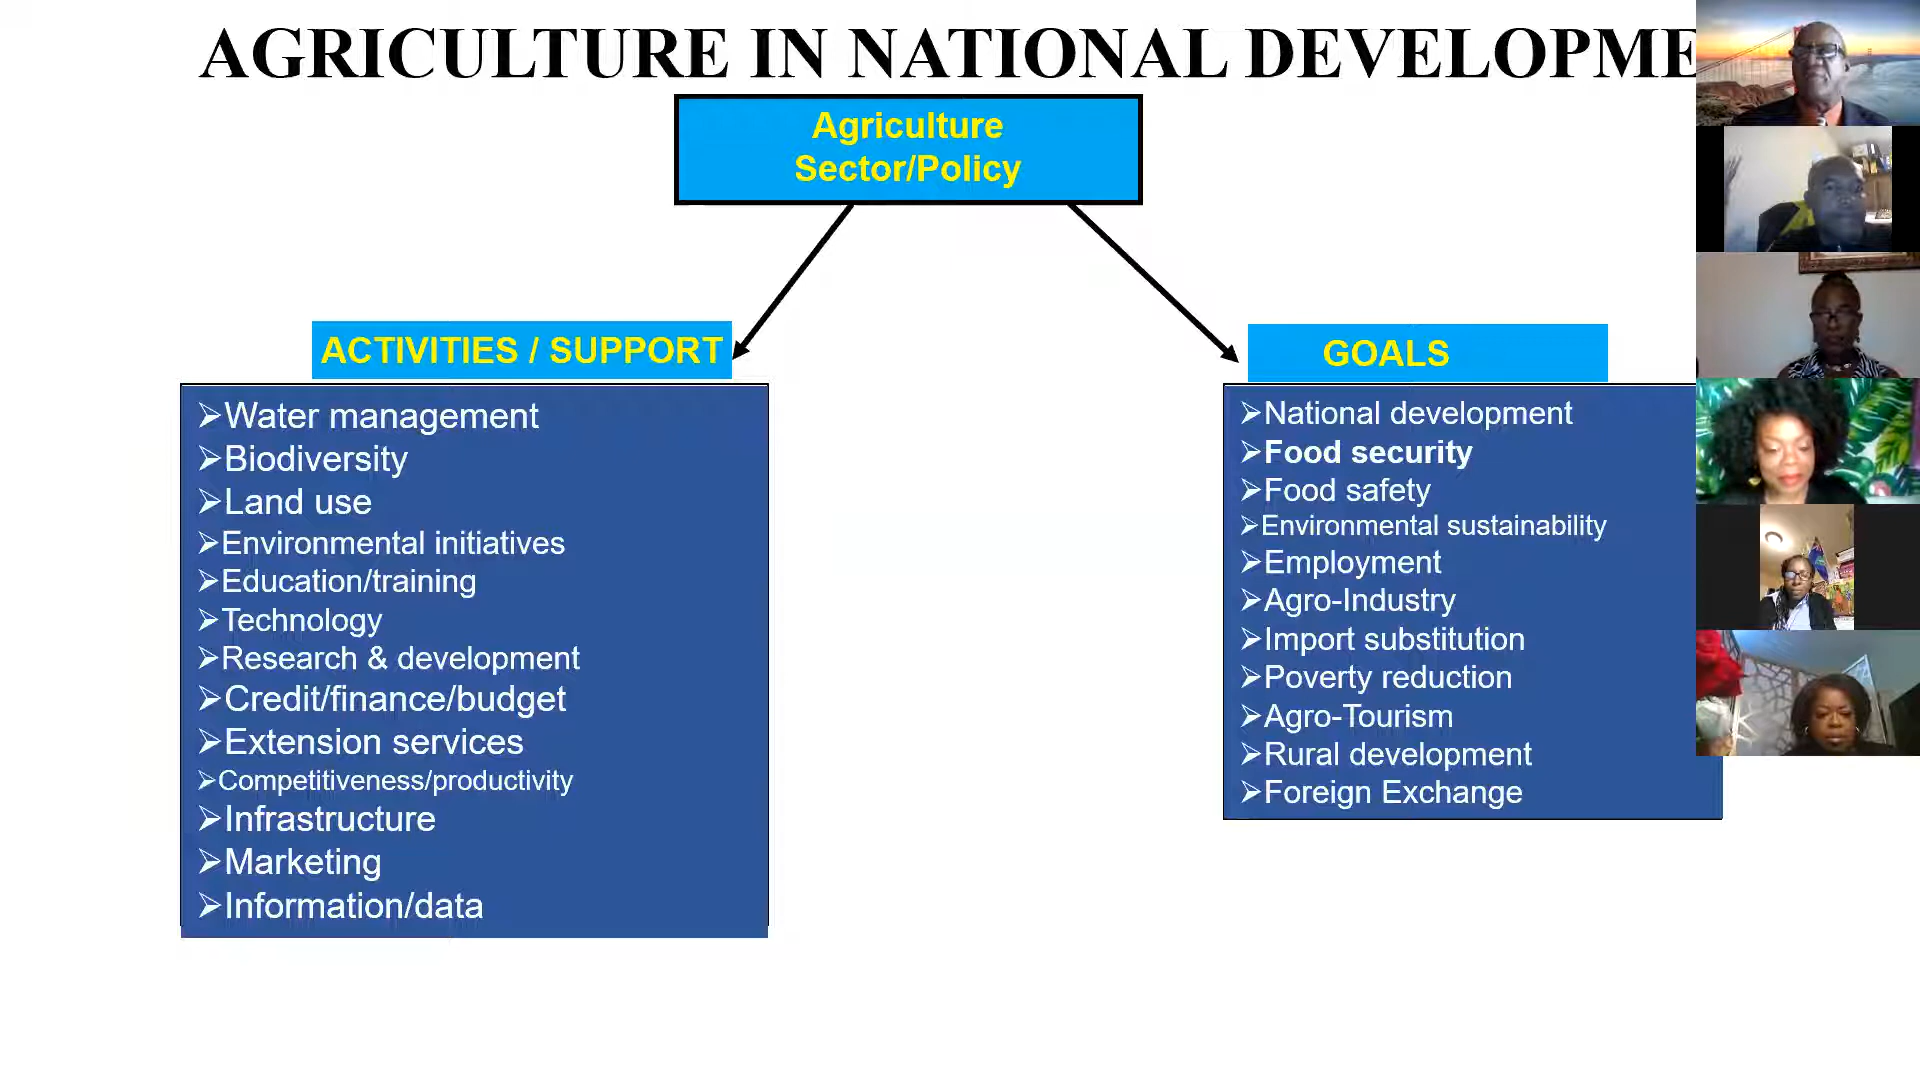 AGRICULTURE IN NATIONAL DEVELOPME
Agriculture
Sector/Policy
ACTIVITIES / SUPPORT
➢Water management
➢Biodiversity
➢Land use
➢Environmental initiatives
➢Education/training
➢Technology
➢Research & development
➢Credit/finance/budget
➢Extension services
➢Competitiveness/productivity
➢Infrastructure
➢Marketing
➢Information/data
GOALS
➢National development
➢Food security
➢Food safety
➢Environmental sustainability
➢Employment
➢Agro-Industry
➢Import substitution
➢Poverty reduction
➢Agro-Tourism
➢Rural development
➢Foreign Exchange